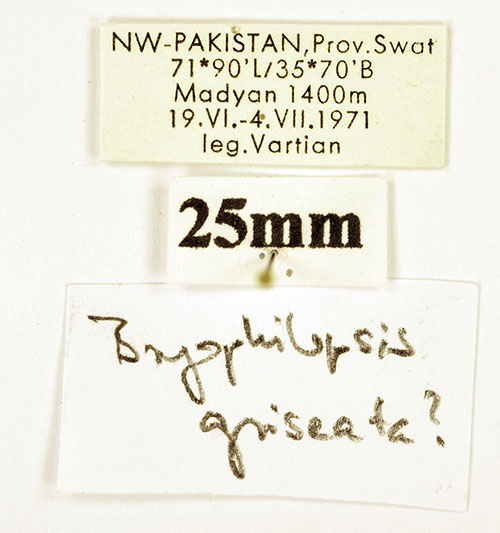 NW-PAKISTAN,Prov.Swat
71*90'L/35*70'B
Madyan 1400m
19.VI.-4.VII.1971
leg.Vartian
25mm
Bryophilopsis
griseata?